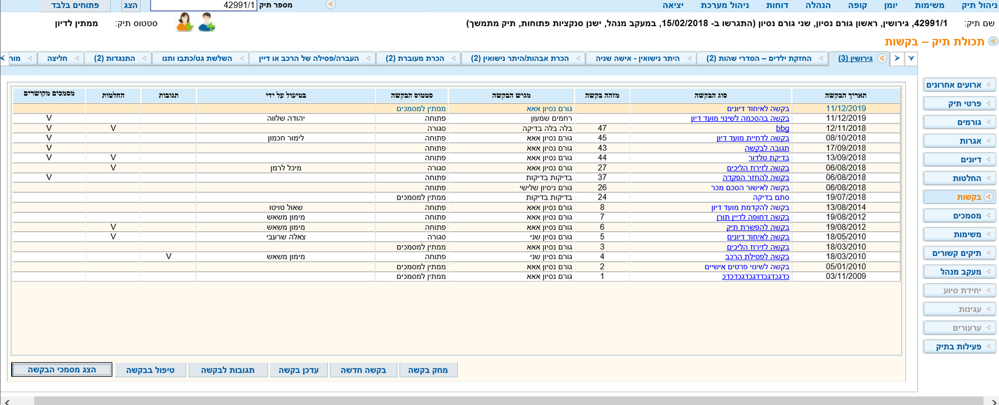 ניהול תיק משימות יומן קופה הנהלה דוחות ניהול מערכת יציאה מספר תיק 42991/1 הצג פתוחים בלבד
שם תיק: 42991/1, גירושין, ראשון גורם נסיון, שני גורם נסיון (התגרשו ב- 15/02/2018, במעקב מנהל, ישנן סנקציות פתוחות, תיק מתמשך) סטטוס תיק: ממתין לדיון
תכולת תיק – בקשות
גירושין (3) החזקת ילדים – הסדרי שהות (2) היתר נישואין - אישה שניה הכרת אבהות/היתר נישואין (2) הכרת מעוברת (2) העברה/פסילה של הרכב או דיין השלשת גט/כתבו ותנו התנגדות (2) חליצה מור
תאריך הבקשה סוג הבקשה מזהה בקשה מגיש הבקשה סטטוס הבקשה בטיפול על ידי תגובות החלטות מסמכים מקושרים
11/12/2019 בקשה לאיחוד דיונים גורם נסיון אאא ממתין למסמכים
11/12/2019 בקשה בהסכמה לשינוי מועד דיון רחמים שמעון פתוחה יהודה שלווה V
12/11/2018 bbg 47 בלה בלה בדיקה סגורה V V
08/10/2018 בקשה לדחיית מועד דיון 45 גורם נסיון אאא פתוחה לימור חכמון V
17/09/2018 תגובה לבקשה 43 גורם נסיון אאא פתוחה V
13/09/2018 בדיקת טלדור 44 גורם נסיון אאא פתוחה V V
06/08/2018 בקשה לזירוז הליכים 27 גורם נסיון אאא סגורה מיכל לרמן V
06/08/2018 בקשה להחזר הפקדה 37 בדיקות בדיקות פתוחה V
06/08/2018 בקשה לאישור הסכם מכר 26 גורם ניסיון שלישי פתוחה
19/07/2018 סתם בדיקה 24 בדיקות בדיקות ממתין למסמכים
13/08/2014 בקשה להקדמת מועד דיון 8 גורם נסיון אאא פתוחה שאול טויטו
19/08/2012 בקשה דחופה לדיין תורן 7 גורם נסיון אאא פתוחה מימון משאש
19/08/2012 בקשה להפשרת תיק 6 גורם נסיון אאא פתוחה מימון משאש V
18/05/2010 בקשה לאיחוד דיונים 5 גורם נסיון שני סגורה צאלה שרעבי V
18/03/2010 בקשה לזירוז הליכים 3 גורם נסיון אאא ממתין למסמכים
18/03/2010 בקשה לפסילת הרכב 4 גורם נסיון שני פתוחה מימון משאש V
05/01/2010 בקשה לשינוי פרטים אישיים 2 גורם נסיון אאא ממתין למסמכים
03/11/2009 כדגכדגכדדגכדגכדכדכ 1 גורם נסיון אאא ממתין למסמכים
ארועים אחרונים
פרטי תיק
גורמים
אגרות
דיונים
החלטות
בקשות
מסמכים
משימות
תיקים קשורים
מעקב מנהל
יחידת סיוע
עגינות
ערעורים
פעילות בתיק
מחק בקשה בקשה חדשה עדכן בקשה תגובות לבקשה טיפול בבקשה הצג מסמכי הבקשה